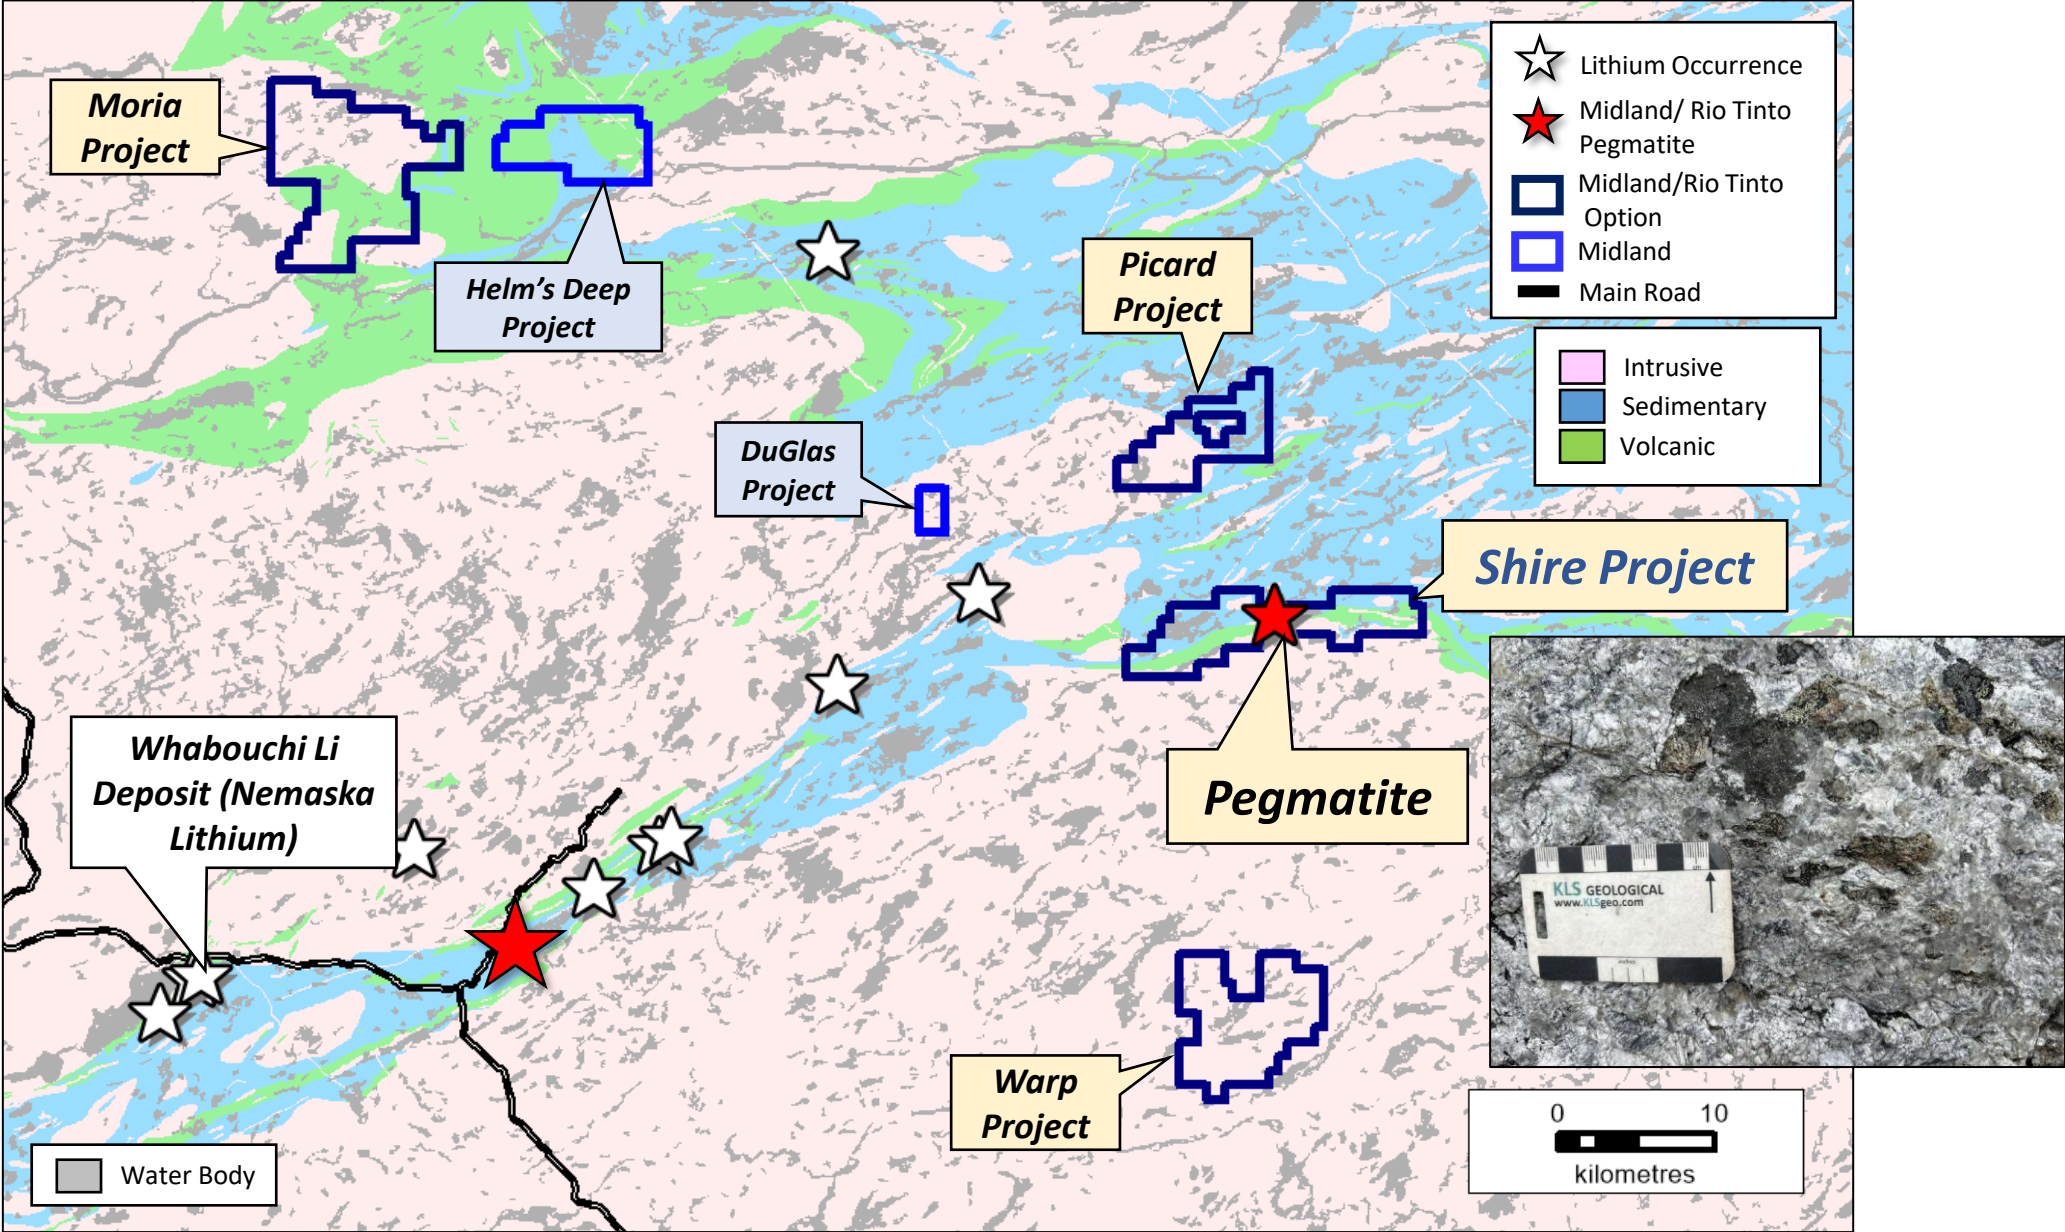 Moria
Project
Helm's Deep
Project
Picard
Project
DuGlas
Project
Shire Project
Whabouchi Li
Deposit (Nemaska
Lithium)
Pegmatite
Warp
Project
Lithium Occurrence
Midland/ Rio Tinto
Pegmatite
Midland/Rio Tinto
Option
Midland
Main Road
Intrusive
Sedimentary
Volcanic
cm
KLS GEOLOGICAL
www.KLSgeo.com
inches
0 10
kilometres
Water Body